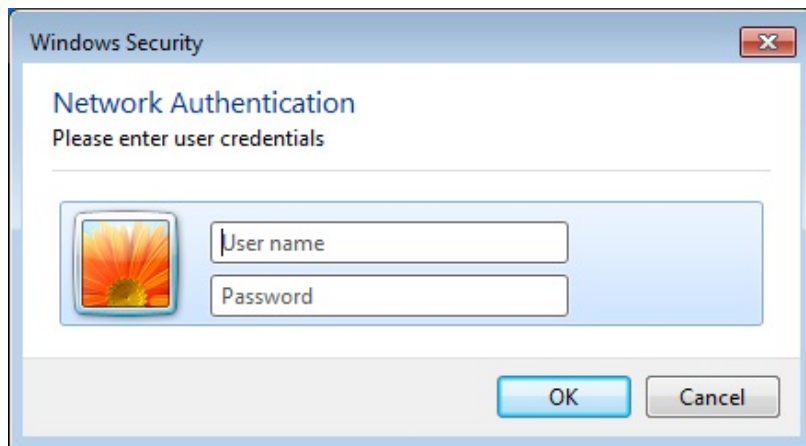 Windows Security
Network Authentication
Please enter user credentials
User name
Password
OK Cancel